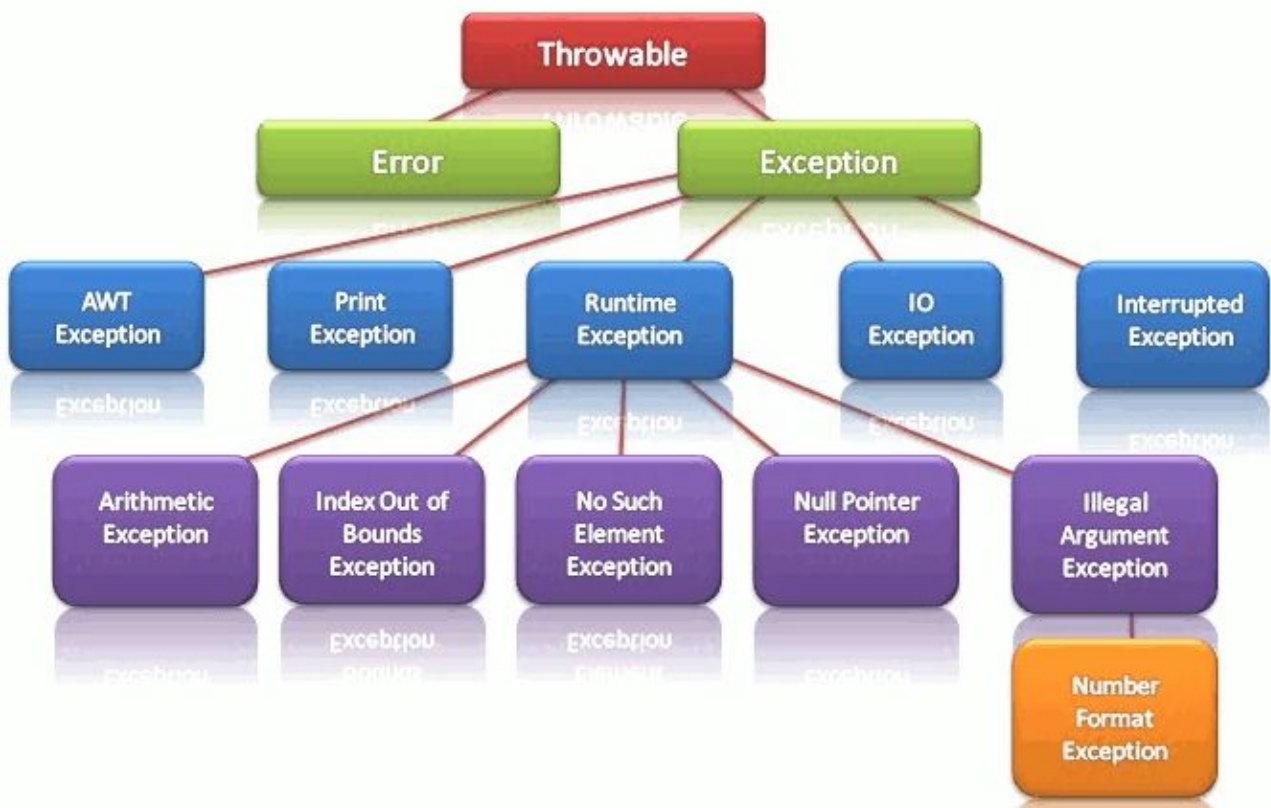 Throwable
Error
Exception
AWT
Exception
Print
Exception
Runtime
Exception
IO
Exception
Interrupted
Exception
Arithmetic
Exception
Index Out of
Bounds
Exception
No Such
Element
Exception
Null Pointer
Exception
Illegal
Argument
Exception
Number
Format
Exception